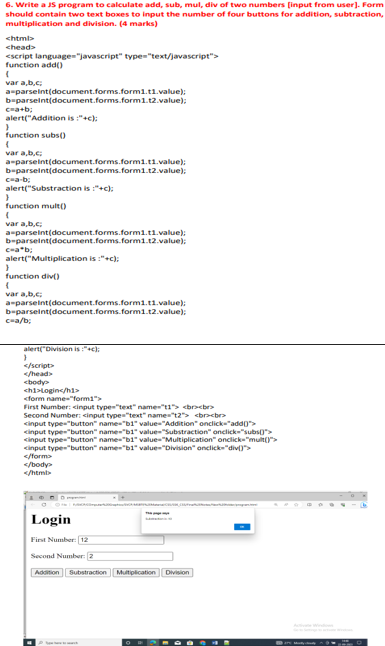 6. Write a JS program to calculate add, sub, mul, div of two numbers [input from user]. Form
should contain two text boxes to input the number of four buttons for addition, subtraction,
multiplication and division. (4 marks)
<html>
<head>
<script language="javascript" type="text/javascript">
function add()
{
var a,b,c;
a=parseInt(document.forms.form1.t1.value);
b=parseInt(document.forms.form1.t2.value);
c=a+b;
alert("Addition is :"+c);
}
function subs()
{
var a,b,c;
a=parseInt(document.forms.form1.t1.value);
b=parseInt(document.forms.form1.t2.value);
c=a-b;
alert("Substraction is :"+c);
}
function mult()
{
var a,b,c;
a=parseInt(document.forms.form1.t1.value);
b=parseInt(document.forms.form1.t2.value);
c=a*b;
alert("Multiplication is :"+c);
}
function div()
{
var a,b,c;
a=parseInt(document.forms.form1.t1.value);
b=parseInt(document.forms.form1.t2.value);
c=a/b;
alert("Division is :"+c);
}
</script>
</head>
<body>
<h1>Login</h1>
<form name="form1">
First Number: <input type="text" name="t1"> <br><br>
Second Number: <input type="text" name="t2"> <br><br>
<input type="button" name="b1" value="Addition" onclick="add()">
<input type="button" name="b1" value="Substraction" onclick="subs()">
<input type="button" name="b1" value="Multiplication" onclick="mult()">
<input type="button" name="b1" value="Division" onclick="div()">
</form>
</body>
</html>
This page says
Substraction is :10
Login
First Number: 12
Second Number: 2
Addition Substraction Multiplication Division
Activate Windows
Type here to search